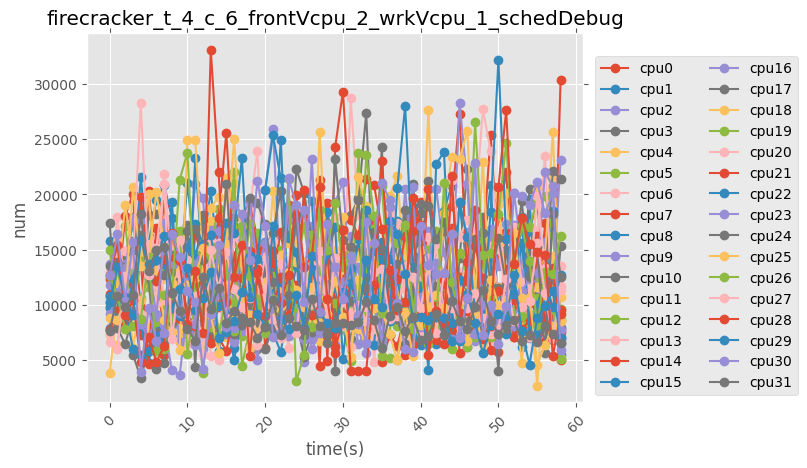 firecracker_t_4_c_6_frontVcpu_2_wrkVcpu_1_schedDebug
30000
25000
20000
15000
10000
5000
num
0
10
20
30
40
50
60
time(s)
cpu0
cpu1
cpu2
cpu3
cpu4
cpu5
cpu6
cpu7
cpu8
cpu9
cpu10
cpu11
cpu12
cpu13
cpu14
cpu15
cpu16
cpu17
cpu18
cpu19
cpu20
cpu21
cpu22
cpu23
cpu24
cpu25
cpu26
cpu27
cpu28
cpu29
cpu30
cpu31